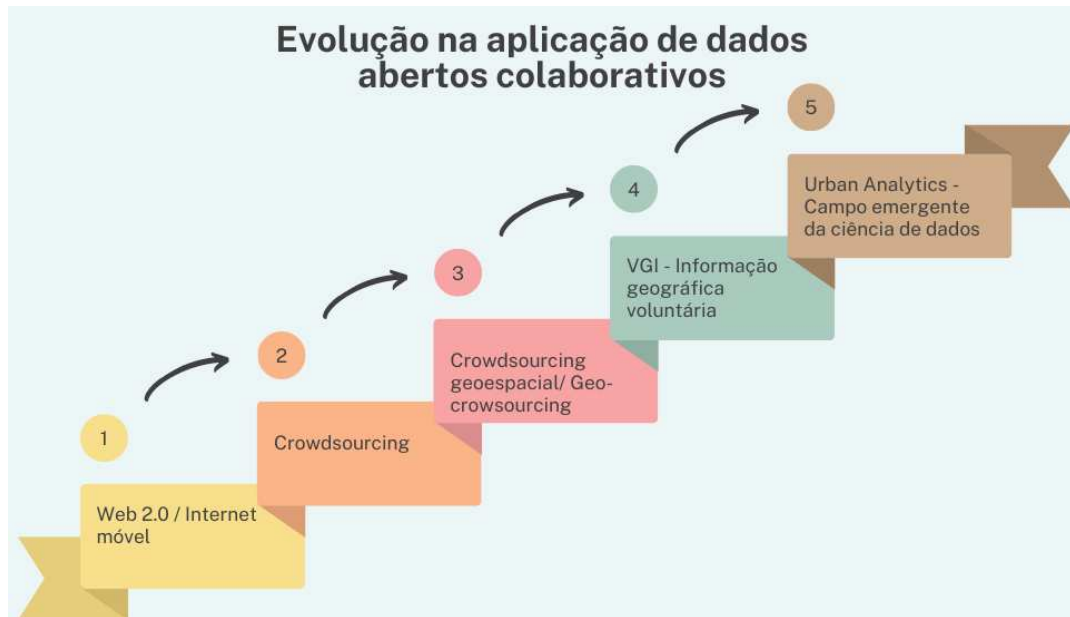 Evolução na aplicação de dados
abertos colaborativos
1
Web 2.0 / Internet
móvel
2
Crowdsourcing
3
Crowdsourcing
geoespacial/ Geo-
crowsourcing
4
VGI - Informação
geográfica
voluntária
5
Urban Analytics -
Campo emergente
da ciência de dados